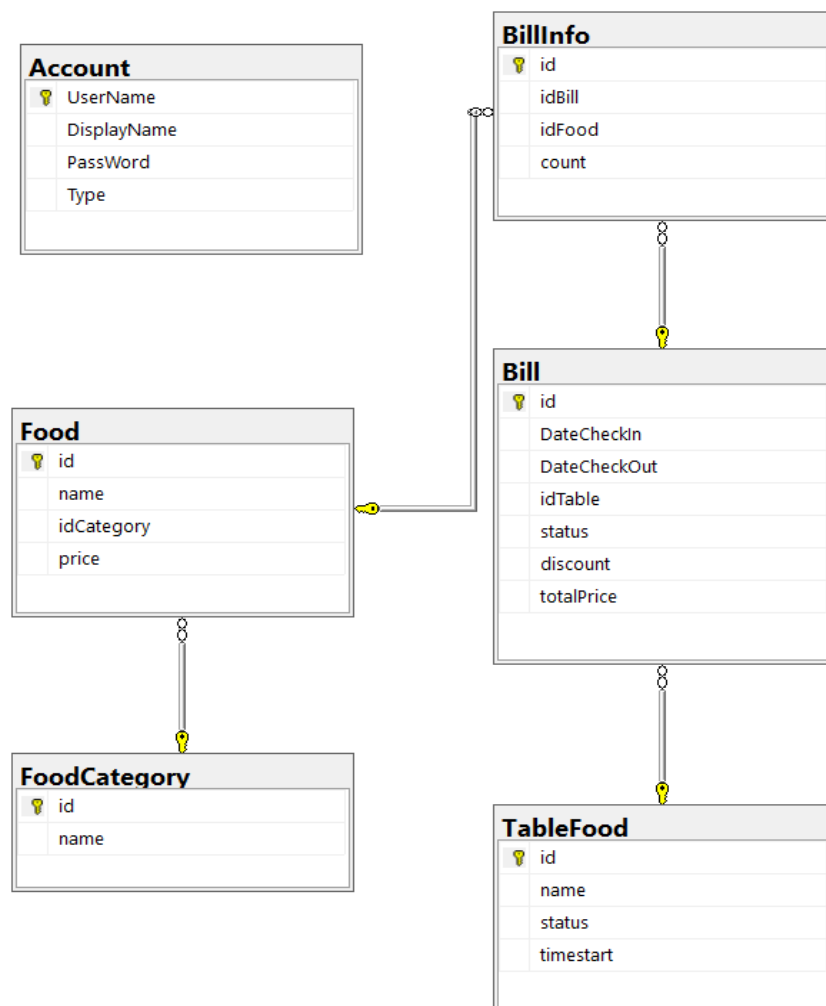 Account
UserName
DisplayName
PassWord
Type
BillInfo
id
idBill
idFood
count
Food
id
name
idCategory
price
Bill
id
DateCheckIn
DateCheckOut
idTable
status
discount
totalPrice
FoodCategory
id
name
TableFood
id
name
status
timestart